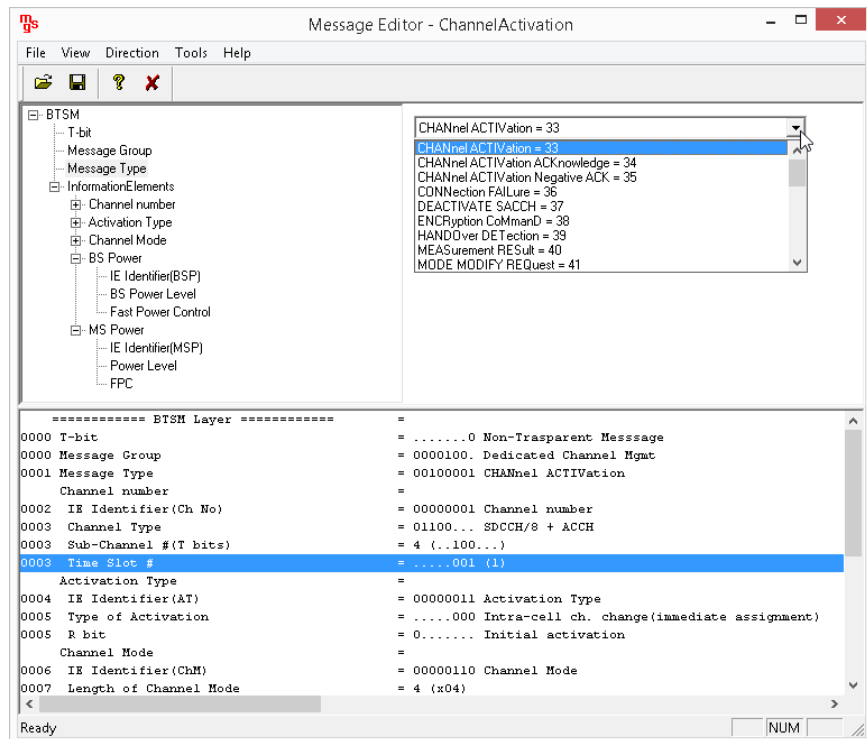 mgs Message Editor - ChannelActivation
File View Direction Tools Help
BTSM
T-bit
Message Group
Message Type
InformationElements
Channel number
Activation Type
Channel Mode
BS Power
IE Identifier(BSP)
BS Power Level
Fast Power Control
MS Power
IE Identifier(MSP)
Power Level
FPC
CHANnel ACTIVation = 33
CHANnel ACTIVation = 33
CHANnel ACTIVation ACKnowledge = 34
CHANnel ACTIVation Negative ACK = 35
CONNection FAILure = 36
DEACTIVATE SACCH = 37
ENCRyption CoMmanD = 38
HANDOver DETection = 39
MEASurement RESult = 40
MODE MODIFY REQuest = 41
============ BTSM Layer ============ =
0000 T-bit = .......0 Non-Trasparent Messsage
0000 Message Group = 0000100. Dedicated Channel Mgmt
0001 Message Type = 00100001 CHANnel ACTIVation
Channel number =
0002 IE Identifier(Ch No) = 00000001 Channel number
0003 Channel Type = 01100... SDCCH/8 + ACCH
0003 Sub-Channel #(T bits) = 4 (..100...)
0003 Time Slot # = .....001 (1)
Activation Type =
0004 IE Identifier(AT) = 00000011 Activation Type
0005 Type of Activation = .....000 Intra-cell ch. change(immediate assignment)
0005 R bit = 0....... Initial activation
Channel Mode =
0006 IE Identifier(ChM) = 00000110 Channel Mode
0007 Length of Channel Mode = 4 (x04)
Ready NUM